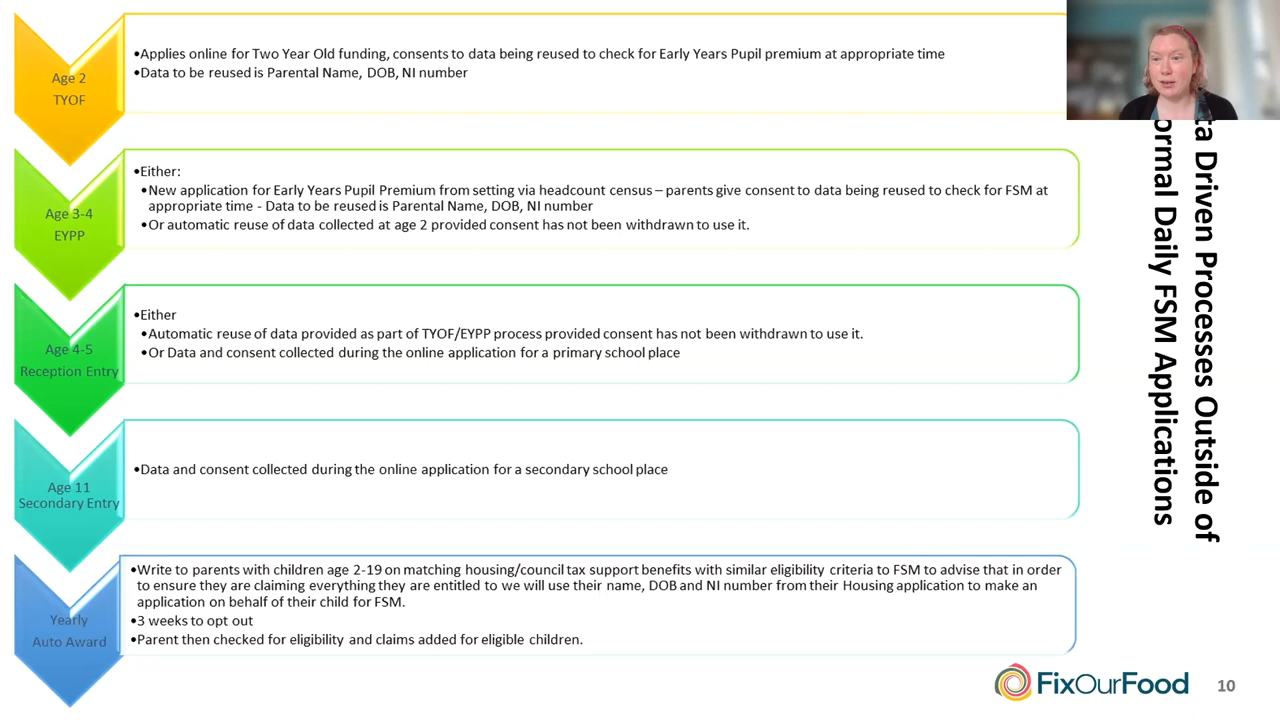 Age 2
TYOF
•Applies online for Two Year Old funding, consents to data being reused to check for Early Years Pupil premium at appropriate time
•Data to be reused is Parental Name, DOB, NI number
Age 3-4
EYPP
•Either:
•New application for Early Years Pupil Premium from setting via headcount census – parents give consent to data being reused to check for FSM at
appropriate time - Data to be reused is Parental Name, DOB, NI number
•Or automatic reuse of data collected at age 2 provided consent has not been withdrawn to use it.
Age 4-5
Reception Entry
•Either
•Automatic reuse of data provided as part of TYOF/EYPP process provided consent has not been withdrawn to use it.
•Or Data and consent collected during the online application for a primary school place
Age 11
Secondary Entry
•Data and consent collected during the online application for a secondary school place
Yearly
Auto Award
•Write to parents with children age 2-19 on matching housing/council tax support benefits with similar eligibility criteria to FSM to advise that in order
to ensure they are claiming everything they are entitled to we will use their name, DOB and NI number from their Housing application to make an
application on behalf of their child for FSM.
•3 weeks to opt out
•Parent then checked for eligibility and claims added for eligible children.
ta Driven Processes Outside of
ormal Daily FSM Applications
FixOurFood
10